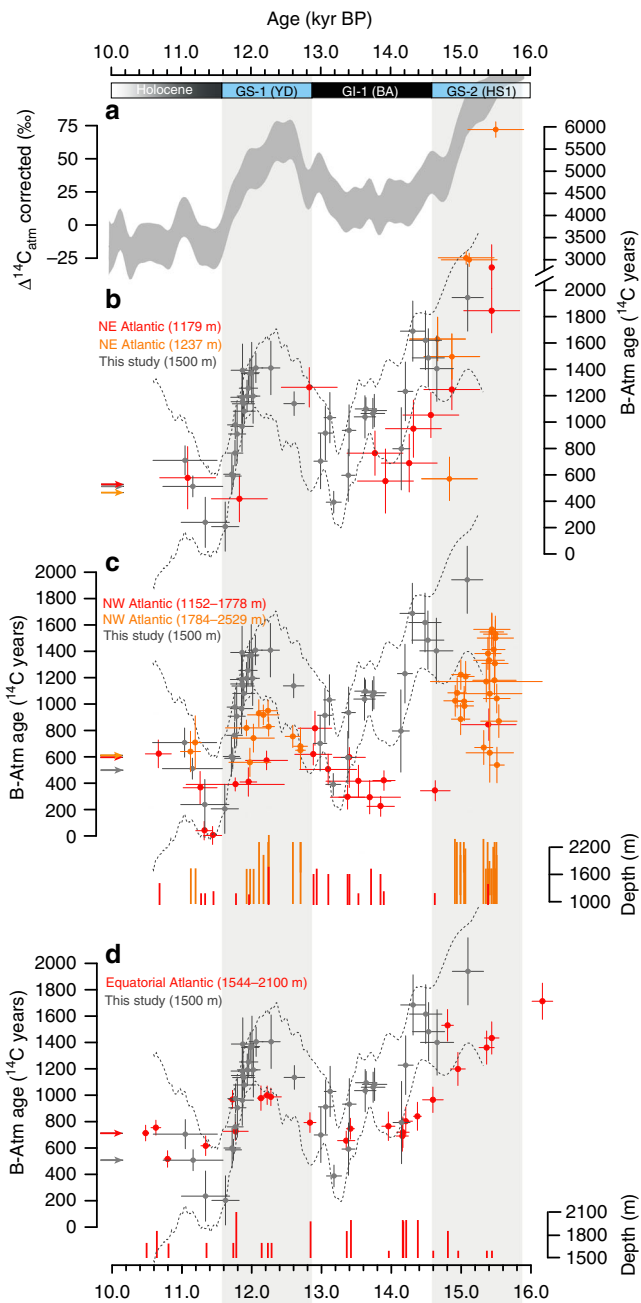 Age (kyr BP)
10.0 11.0 12.0 13.0 14.0 15.0 16.0
Holocene GS-1 (YD) GI-1 (BA) GS-2 (HS1)
a
75
50
25
0
−25
Δ14Catm corrected (‰)
6000
5500
5000
4500
4000
3500
3000
2000
1800
1600
1400
1200
1000
800
600
400
200
0
B-Atm age (14C years)
b
NE Atlantic (1179 m)
NE Atlantic (1237 m)
This study (1500 m)
c
NW Atlantic (1152–1778 m)
NW Atlantic (1784–2529 m)
This study (1500 m)
2000
1800
1600
1400
1200
1000
800
600
400
200
0
B-Atm age (14C years)
2200
1600
1000
Depth (m)
d
Equatorial Atlantic (1544–2100 m)
This study (1500 m)
2000
1800
1600
1400
1200
1000
800
600
400
200
0
B-Atm age (14C years)
2100
1800
1500
Depth (m)
10.0 11.0 12.0 13.0 14.0 15.0 16.0